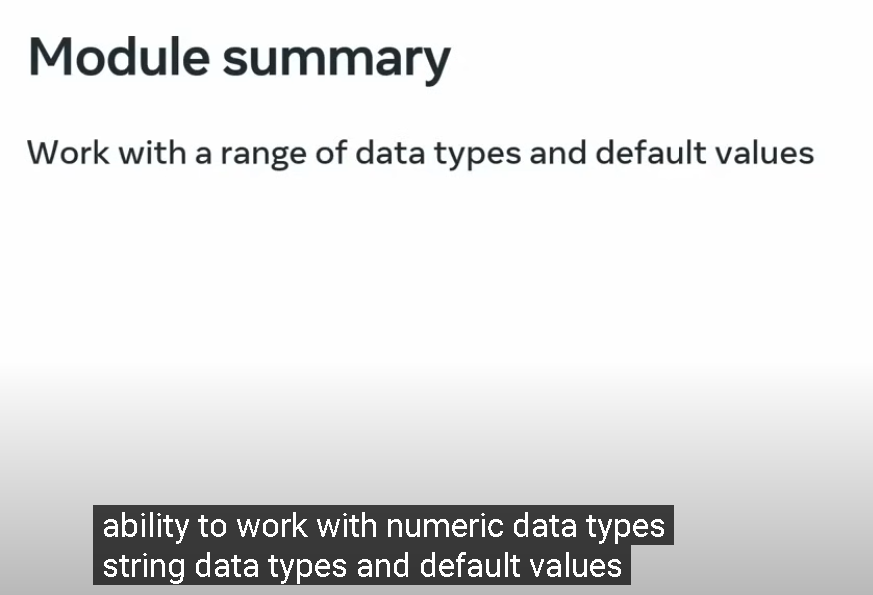 Module summary
Work with a range of data types and default values
ability to work with numeric data types
string data types and default values